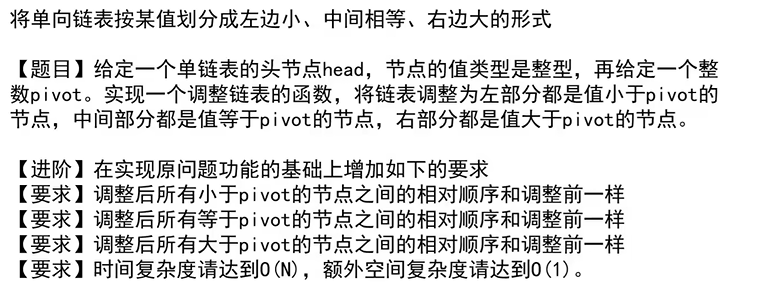 将单向链表按某值划分成左边小、中间相等、右边大的形式
【题目】给定一个单链表的头节点head，节点的值类型是整型，再给定一个整
数pivot。实现一个调整链表的函数，将链表调整为左部分都是值小于pivot的
节点，中间部分都是值等于pivot的节点，右部分都是值大于pivot的节点。
【进阶】在实现原问题功能的基础上增加如下的要求
【要求】调整后所有小于pivot的节点之间的相对顺序和调整前一样
【要求】调整后所有等于pivot的节点之间的相对顺序和调整前一样
【要求】调整后所有大于pivot的节点之间的相对顺序和调整前一样
【要求】时间复杂度请达到O(N)，额外空间复杂度请达到O(1)。